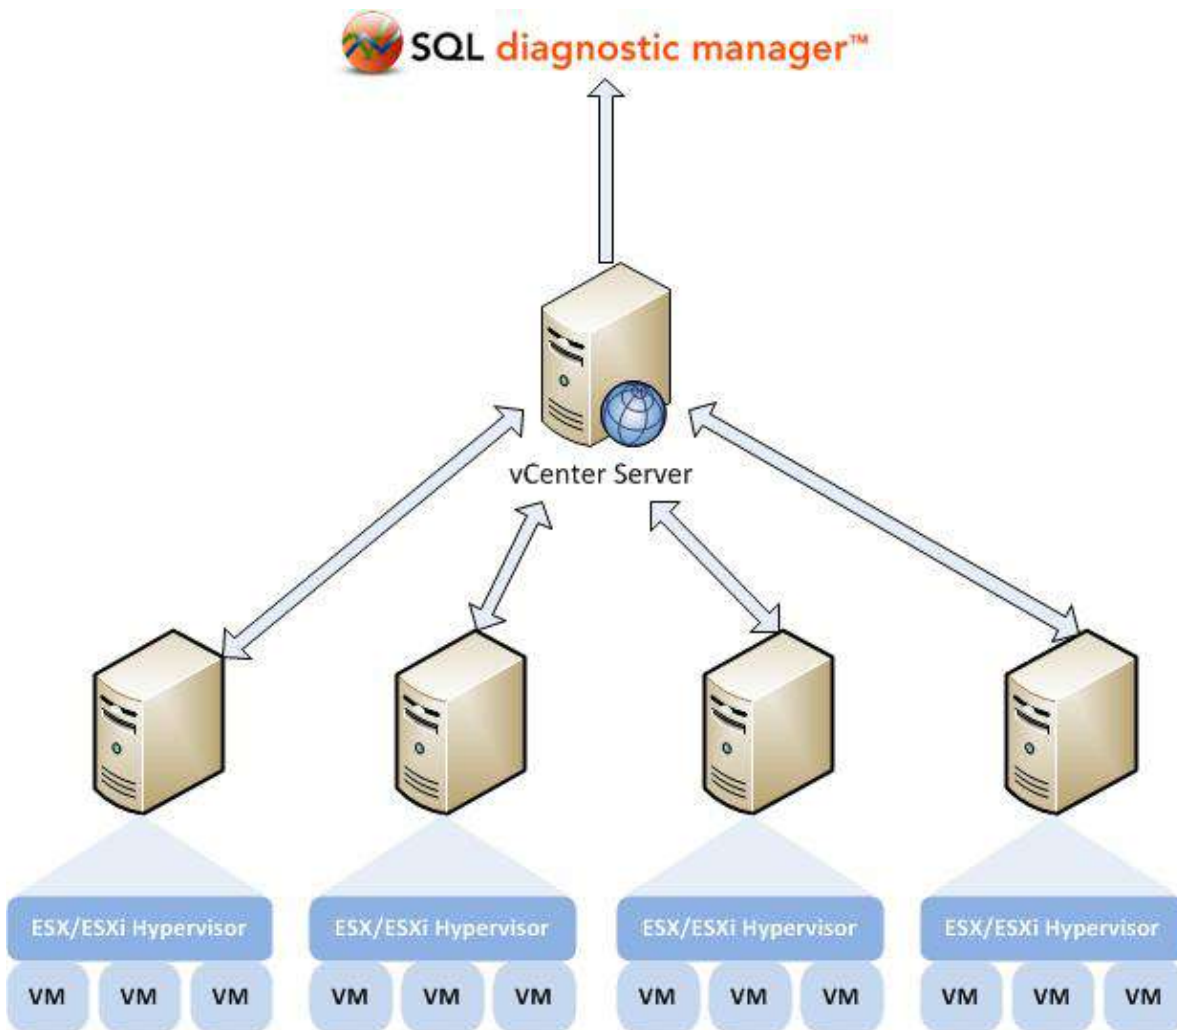 SQL diagnostic manager™
vCenter Server
ESX/ESXi Hypervisor ESX/ESXi Hypervisor ESX/ESXi Hypervisor ESX/ESXi Hypervisor
VM VM VM VM VM VM VM VM VM VM VM VM